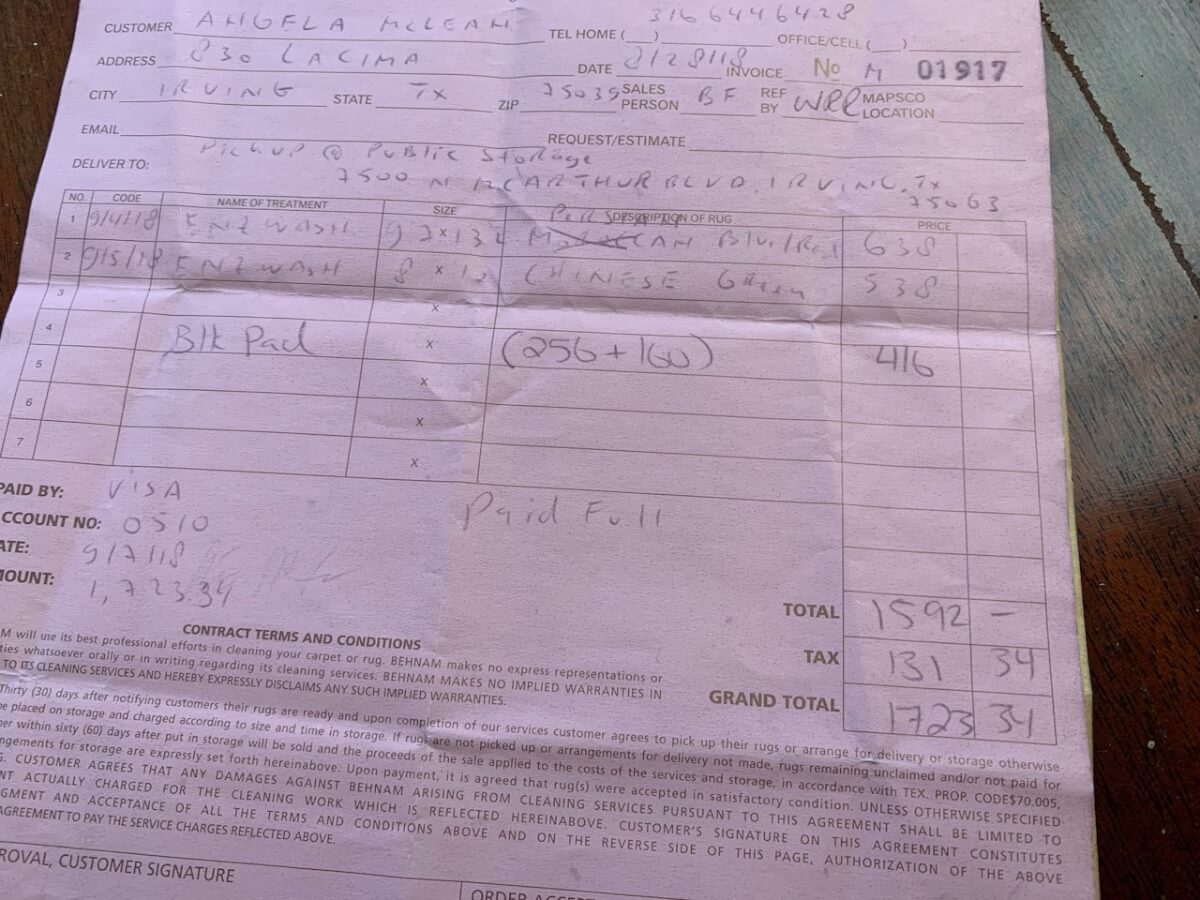 CUSTOMER ANGELA McLEAN TEL HOME ( ) 3166446428 OFFICE/CELL ( )
ADDRESS 830 LA CIMA DATE 8/28/18 INVOICE No M 01917
CITY IRVING STATE TX ZIP 75039 SALES PERSON BF REF BY MAPSCO LOCATION
EMAIL REQUEST/ESTIMATE
DELIVER TO: Pickup @ Public Storage
7500 N McARTHUR BLVD. IRVING, Tx
75063
NO. CODE NAME OF TREATMENT SIZE DESCRIPTION OF RUG PRICE
1 9/4/18 ENZ WASH x 132 Blue/Red 638
2 9/5/18 ENZ WASH 8 x 10 CHINESE Green 538
3 x
4 Blk Pad x (256 + 160) 416
5 x
6 x
7 x
PAID BY: VISA Paid Full
CCOUNT NO: 0510
ATE: 9/7/18
MOUNT: 1,723.34
TOTAL 1592 –
TAX 131 34
GRAND TOTAL 1723 34
CONTRACT TERMS AND CONDITIONS
M will use its best professional efforts in cleaning your carpet or rug. BEHNAM makes no express representations or
ties whatsoever orally or in writing regarding its cleaning services. BEHNAM MAKES NO IMPLIED WARRANTIES IN
TO ITS CLEANING SERVICES AND HEREBY EXPRESSLY DISCLAIMS ANY SUCH IMPLIED WARRANTIES.
Thirty (30) days after notifying customers their rugs are ready and upon completion of our services customer agrees to pick up their rugs or arrange for delivery or storage otherwise
e placed on storage and charged according to size and time in storage. If rugs are not picked up or arrangements for delivery not made, rugs remaining unclaimed and/or not paid for
er within sixty (60) days after put in storage will be sold and the proceeds of the sale applied to the costs of the services and storage, in accordance with TEX. PROP. CODE$70.005,
ngements for storage are expressly set forth hereinabove. Upon payment, it is agreed that rug(s) were accepted in satisfactory condition. UNLESS OTHERWISE SPECIFIED
G. CUSTOMER AGREES THAT ANY DAMAGES AGAINST BEHNAM ARISING FROM CLEANING SERVICES PURSUANT TO THIS AGREEMENT SHALL BE LIMITED TO
NT ACTUALLY CHARGED FOR THE CLEANING WORK WHICH IS REFLECTED HEREINABOVE. CUSTOMER'S SIGNATURE ON THIS AGREEMENT CONSTITUTES
GMENT AND ACCEPTANCE OF ALL THE TERMS AND CONDITIONS ABOVE AND ON THE REVERSE SIDE OF THIS PAGE, AUTHORIZATION OF THE ABOVE
AGREEMENT TO PAY THE SERVICE CHARGES REFLECTED ABOVE.
ROVAL, CUSTOMER SIGNATURE
ORDER